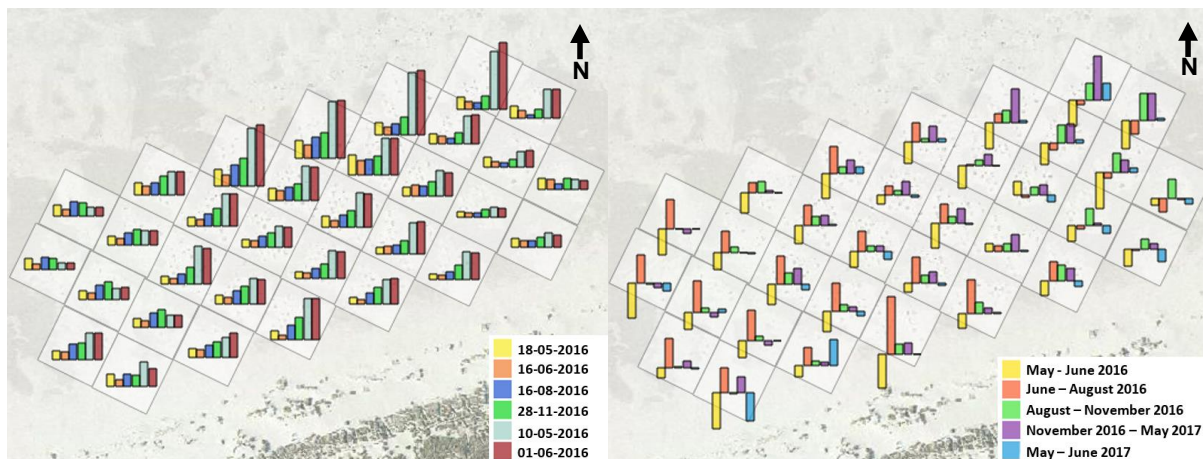 N
18-05-2016
16-06-2016
16-08-2016
28-11-2016
10-05-2016
01-06-2016
N
May - June 2016
June – August 2016
August – November 2016
November 2016 – May 2017
May – June 2017